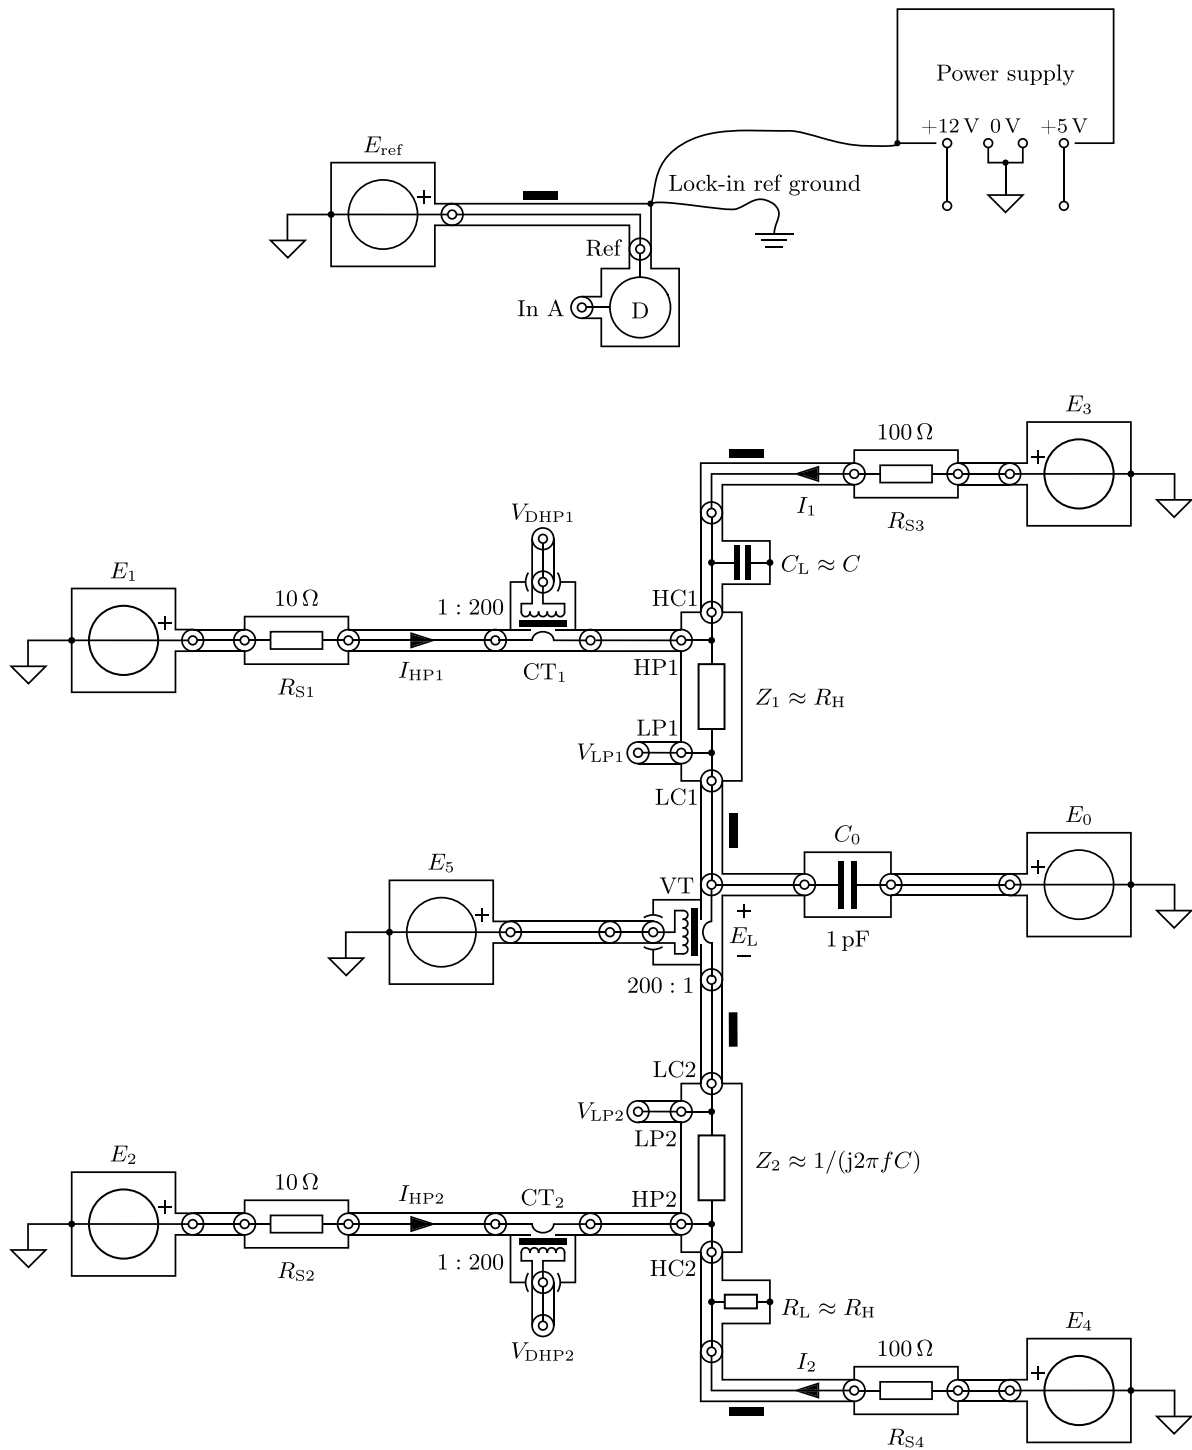 Power supply
+12 V 0 V +5 V
E_ref
+
Lock-in ref ground
Ref
In A
D
E_3
100 Ω
+
V_DHP1
I_1
R_S3
E_1
C_L ≈ C
10 Ω
1 : 200
HC1
+
I_HP1
CT_1
HP1
R_S1
Z_1 ≈ R_H
LP1
V_LP1
LC1
E_0
C_0
E_5
VT
+
+
+
E_L
−
1 pF
200 : 1
LC2
V_LP2
LP2
E_2
Z_2 ≈ 1/(j2πfC)
10 Ω
I_HP2
CT_2
HP2
+
1 : 200
R_S2
HC2
R_L ≈ R_H
E_4
V_DHP2
I_2
100 Ω
+
R_S4